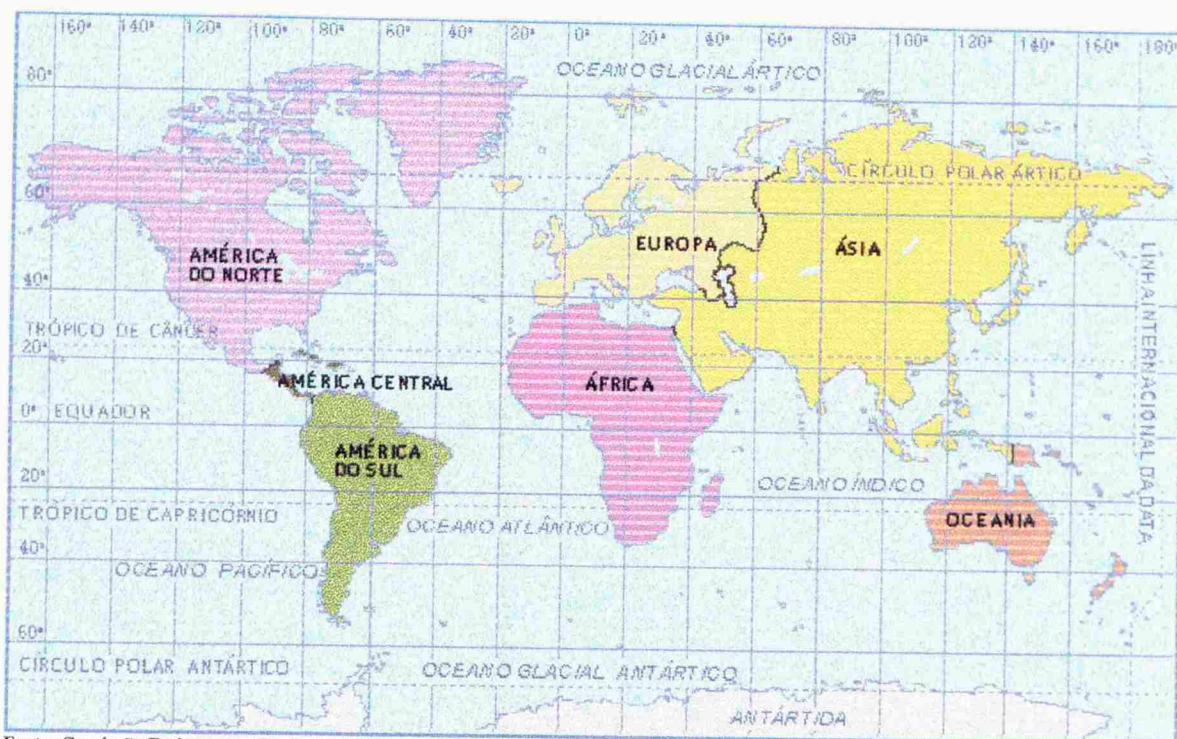 160° 140° 120° 100° 80° 60° 40° 20° 0° 20° 40° 60° 80° 100° 120° 140° 160° 180°
OCEANO GLACIAL ÁRTICO
80°
CÍRCULO POLAR ÁRTICO
60°
AMÉRICA
DO NORTE
EUROPA
ÁSIA
LINHA INTERNACIONAL DA DATA
40°
TRÓPICO DE CÂNCER
20°
AMÉRICA CENTRAL
ÁFRICA
0° EQUADOR
AMÉRICA
DO SUL
20°
OCEANO ÍNDICO
TRÓPICO DE CAPRICÓRNIO
OCEANO ATLÂNTICO
OCEANIA
40°
OCEANO PACÍFICO
60°
CÍRCULO POLAR ANTÁRTICO
OCEANO GLACIAL ANTÁRTICO
ANTÁRTIDA